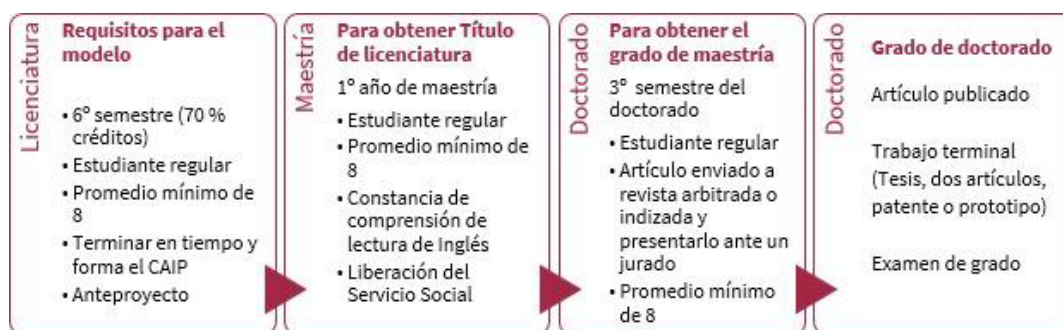 Licenciatura
Requisitos para el
modelo
• 6º semestre (70 %
créditos)
• Estudiante regular
• Promedio mínimo de
8
• Terminar en tiempo y
forma el CAIP
• Anteproyecto
Maestría
Para obtener Título
de licenciatura
1º año de maestría
• Estudiante regular
• Promedio mínimo de
8
• Constancia de
comprensión de
lectura de Inglés
• Liberación del
Servicio Social
Doctorado
Para obtener el
grado de maestría
3º semestre del
doctorado
• Estudiante regular
• Artículo enviado a
revista arbitrada o
indizada y
presentarlo ante un
jurado
• Promedio mínimo
de 8
Doctorado
Grado de doctorado
Artículo publicado
Trabajo terminal
(Tesis, dos artículos,
patente o prototipo)
Examen de grado